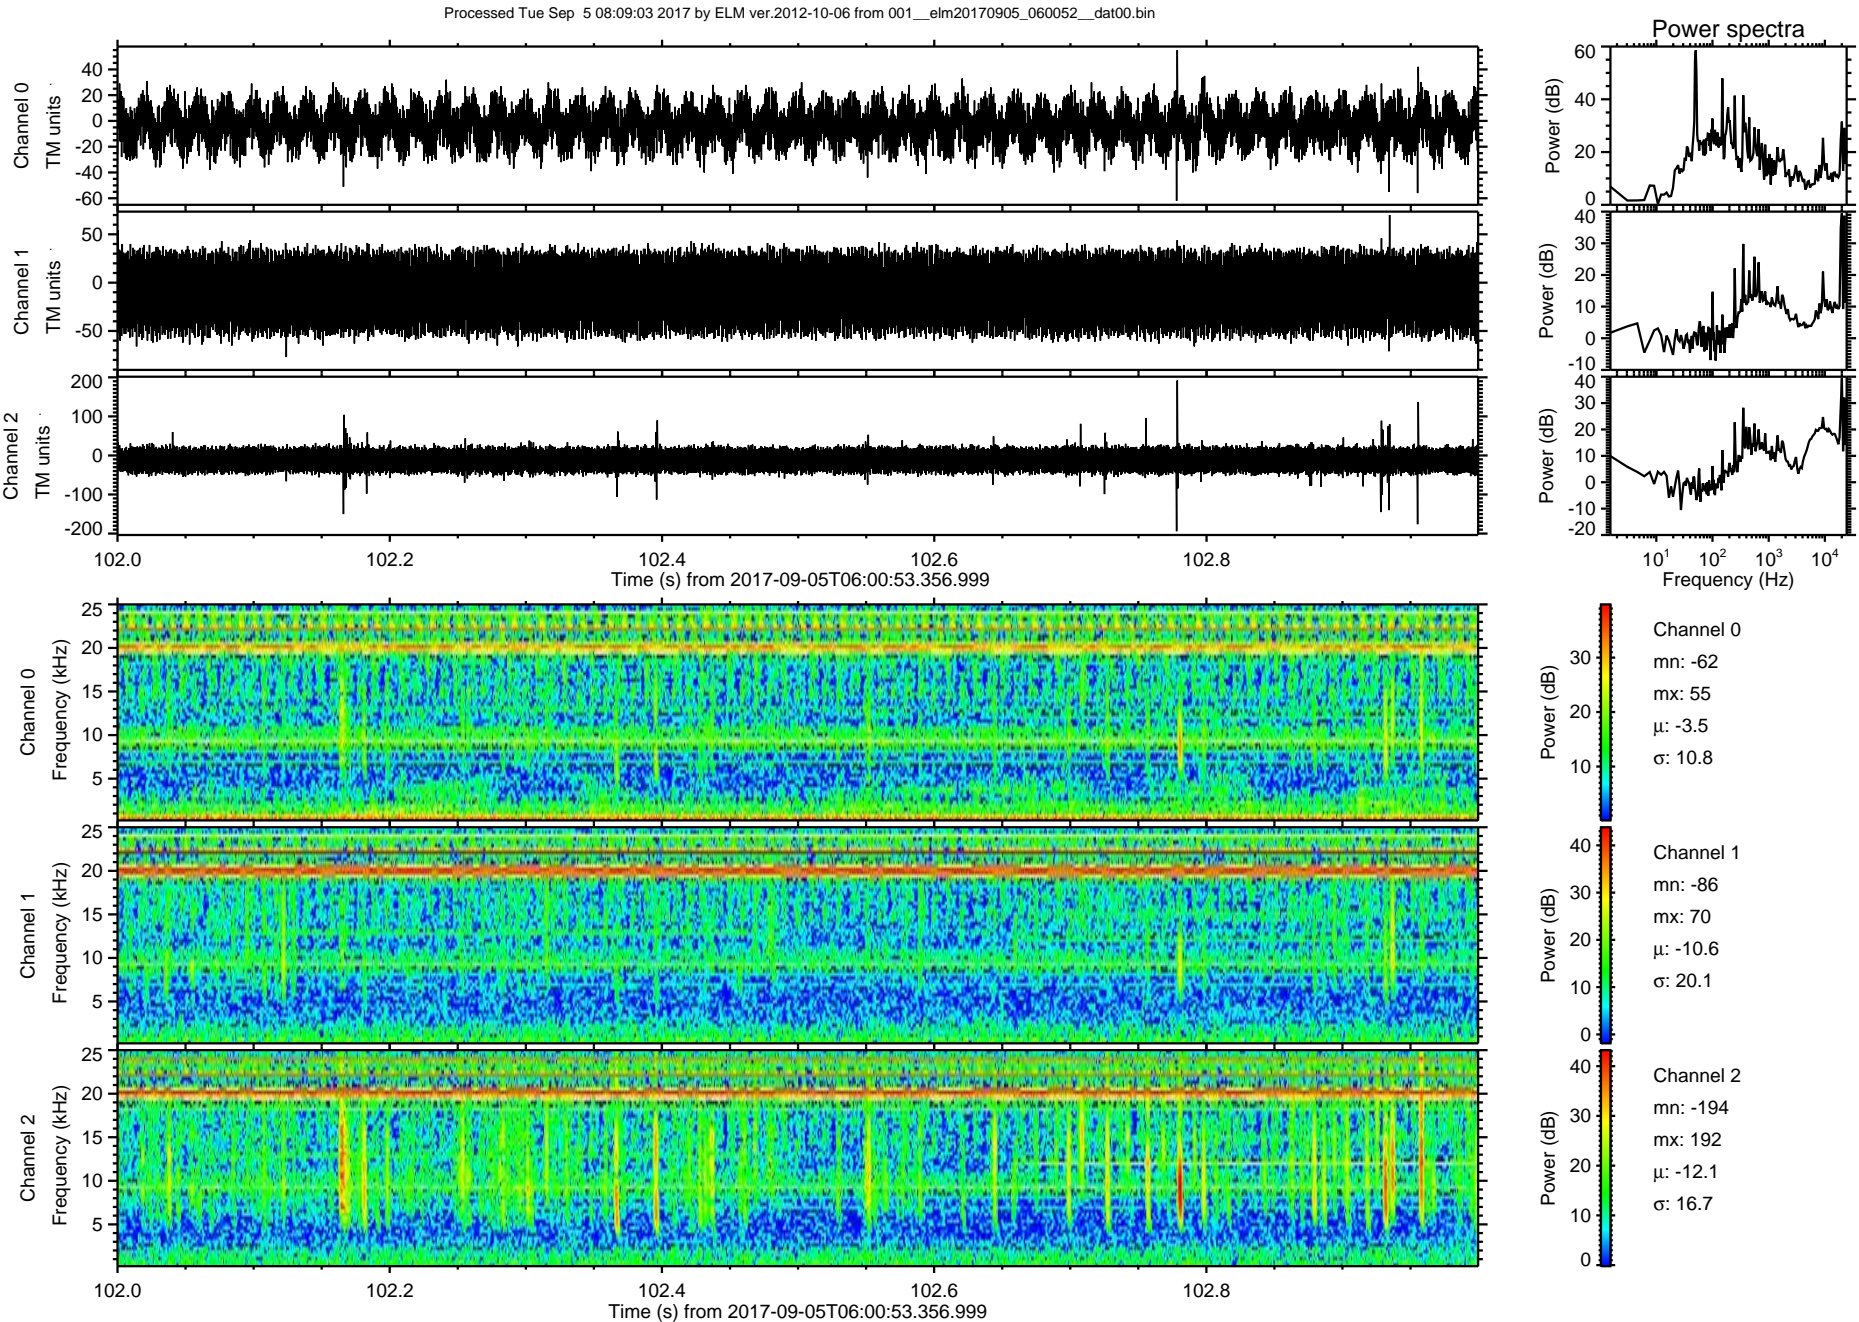 Processed Tue Sep  5 08:09:03 2017 by ELM ver.2012-10-06 from 001__elm20170905_060052__dat00.bin
Power spectra
Channel 0
TM units
40
20
0
-20
-40
-60
Power (dB)
60
40
20
0
Channel 1
TM units
50
0
-50
Power (dB)
40
30
20
10
0
-10
Channel 2
TM units
200
100
0
-100
-200
Power (dB)
40
30
20
10
0
-10
-20
102.0 102.2 102.4 102.6 102.8
Time (s) from 2017-09-05T06:00:53.356.999
10¹ 10² 10³ 10⁴
Frequency (Hz)
Channel 0
Frequency (kHz)
25
20
15
10
5
Power (dB)
30
20
10
Channel 0
mn: -62
mx: 55
μ: -3.5
σ: 10.8
Channel 1
Frequency (kHz)
25
20
15
10
5
Power (dB)
40
30
20
10
0
Channel 1
mn: -86
mx: 70
μ: -10.6
σ: 20.1
Channel 2
Frequency (kHz)
25
20
15
10
5
Power (dB)
40
30
20
10
0
Channel 2
mn: -194
mx: 192
μ: -12.1
σ: 16.7
102.0 102.2 102.4 102.6 102.8
Time (s) from 2017-09-05T06:00:53.356.999